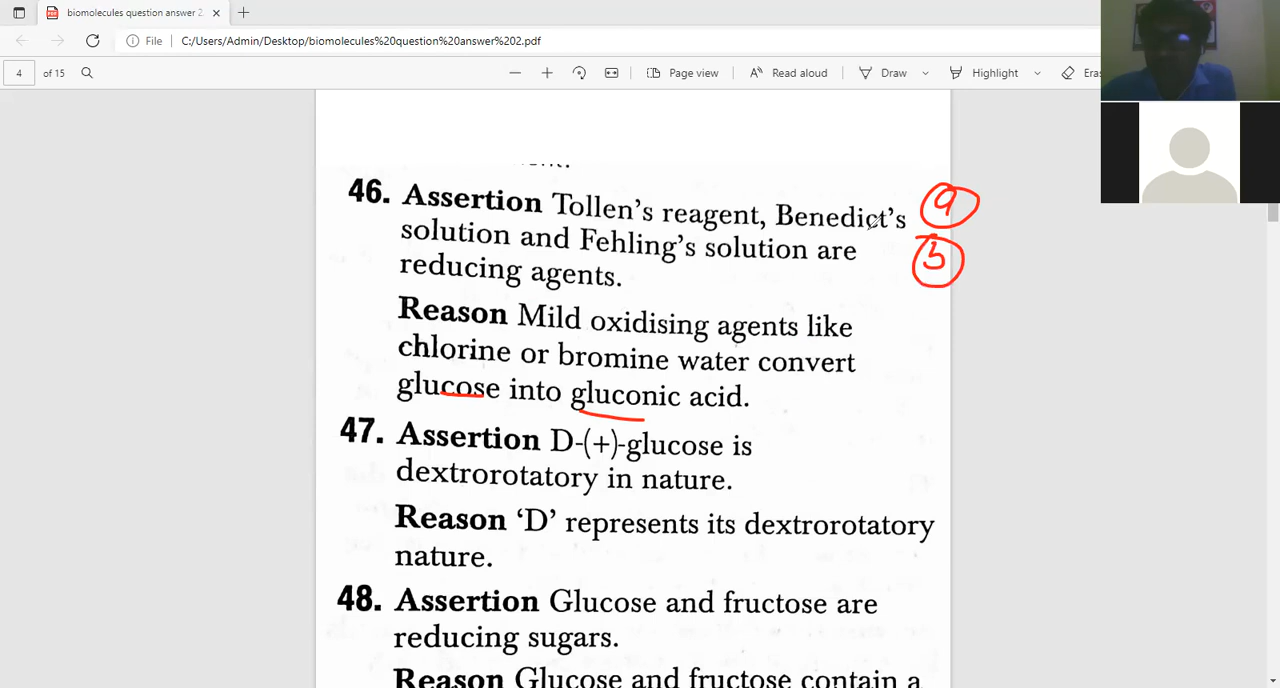 biomolecules question answer 2.
File
C:/Users/Admin/Desktop/biomolecules%20question%20answer%202.pdf
4 of 15
Page view
Read aloud
Draw
Highlight
46. Assertion Tollen's reagent, Benedict's
solution and Fehling's solution are
reducing agents.
Reason Mild oxidising agents like
chlorine or bromine water convert
glucose into gluconic acid.
47. Assertion D-(+)-glucose is
dextrorotatory in nature.
Reason 'D' represents its dextrorotatory
nature.
48. Assertion Glucose and fructose are
reducing sugars.
Reason Glucose and fructose contain a